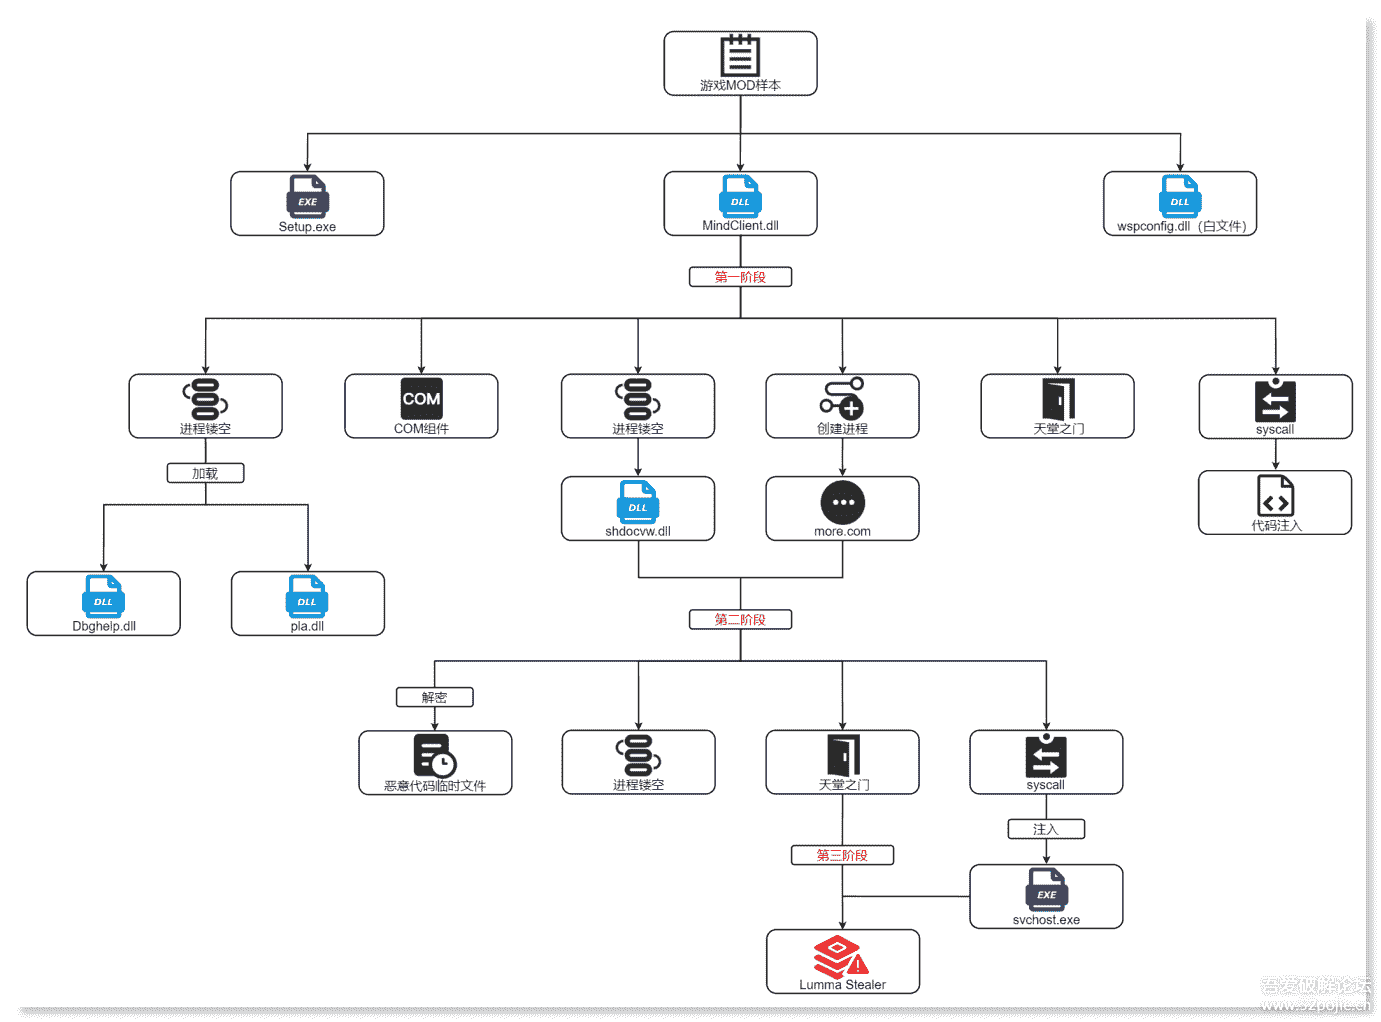 游戏MOD样本
EXE
Setup.exe
DLL
MindClient.dll
DLL
wspconfig.dll（白文件）
第一阶段
进程镂空
COM
COM组件
进程镂空
创建进程
天堂之门
syscall
加载
DLL
shdocvw.dll
more.com
代码注入
DLL
Dbghelp.dll
DLL
pla.dll
第二阶段
解密
恶意代码临时文件
进程镂空
天堂之门
syscall
注入
第三阶段
EXE
svchost.exe
Lumma Stealer
吾爱破解论坛
www.52pojie.cn